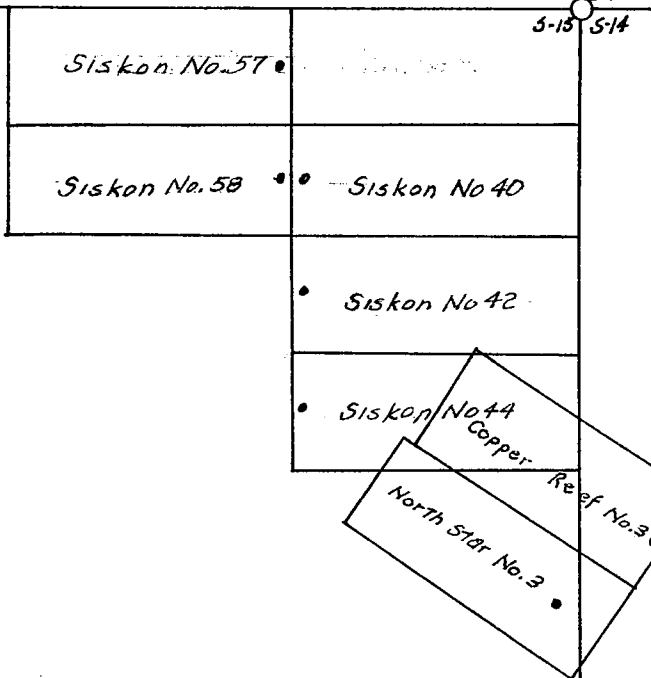 S-15 S-14
Siskon No.57
Siskon No.58
Siskon No 40
Siskon No 42
Siskon No 44
Copper Reef No.3
North Star No.3